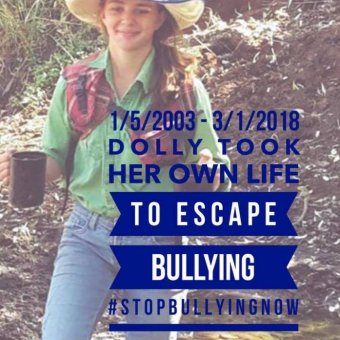 1/5/2003 - 3/1/2018
DOLLY TOOK
HER OWN LIFE
TO ESCAPE
BULLYING
#STOPBULLYINGNOW